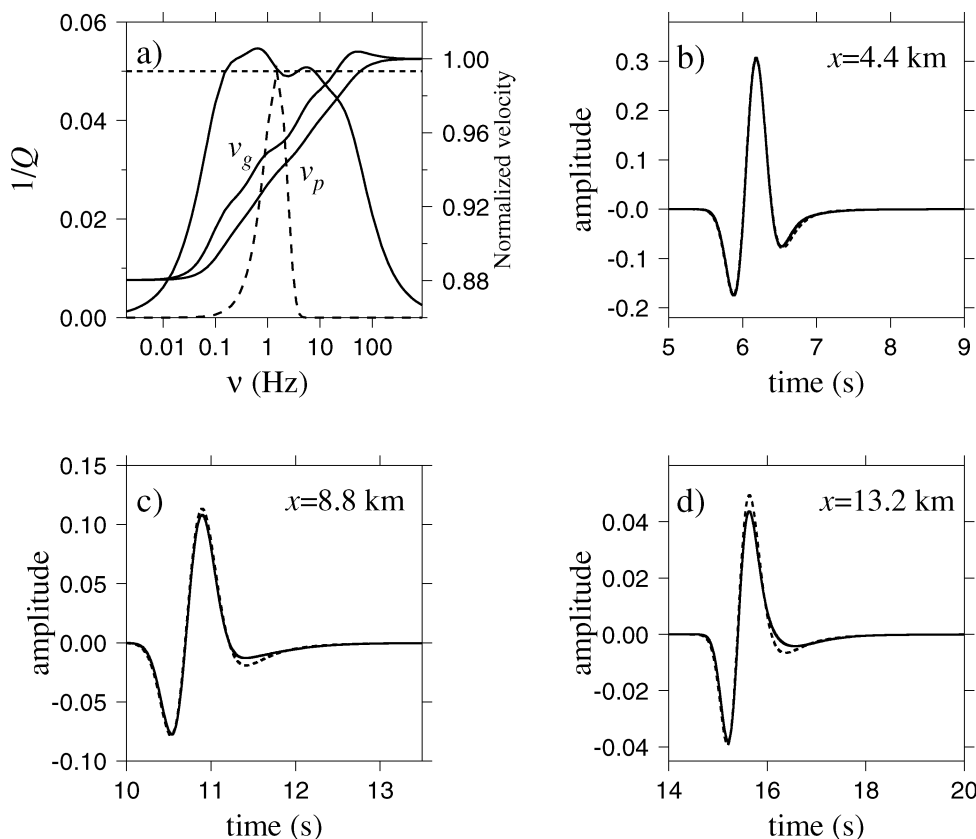 a)
1/Q
0.06
0.04
0.02
0.00
v_g
v_p
1.00
0.96
0.92
0.88
Normalized velocity
0.01 0.1 1 10 100
ν (Hz)
b)
x=4.4 km
amplitude
0.3
0.2
0.1
-0.0
-0.1
-0.2
5 6 7 8 9
time (s)
c)
x=8.8 km
amplitude
0.15
0.10
0.05
0.00
-0.05
-0.10
10 11 12 13
time (s)
d)
x=13.2 km
amplitude
0.04
0.02
0.00
-0.02
-0.04
14 16 18 20
time (s)